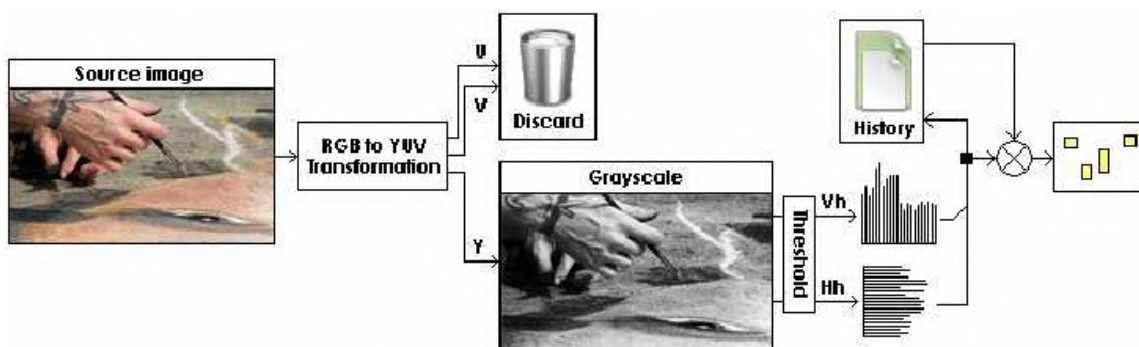 Source image
RGB to YUV
Transformation
U
V
Discard
Y
Grayscale
Threshold
Vh
Hh
History